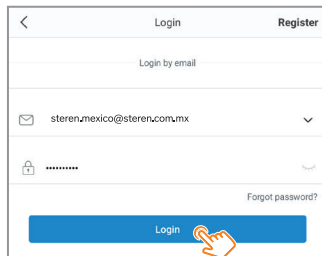 Login Register
Login by email
steren.mexico@steren.com.mx
••••••••••
Forgot password?
Login